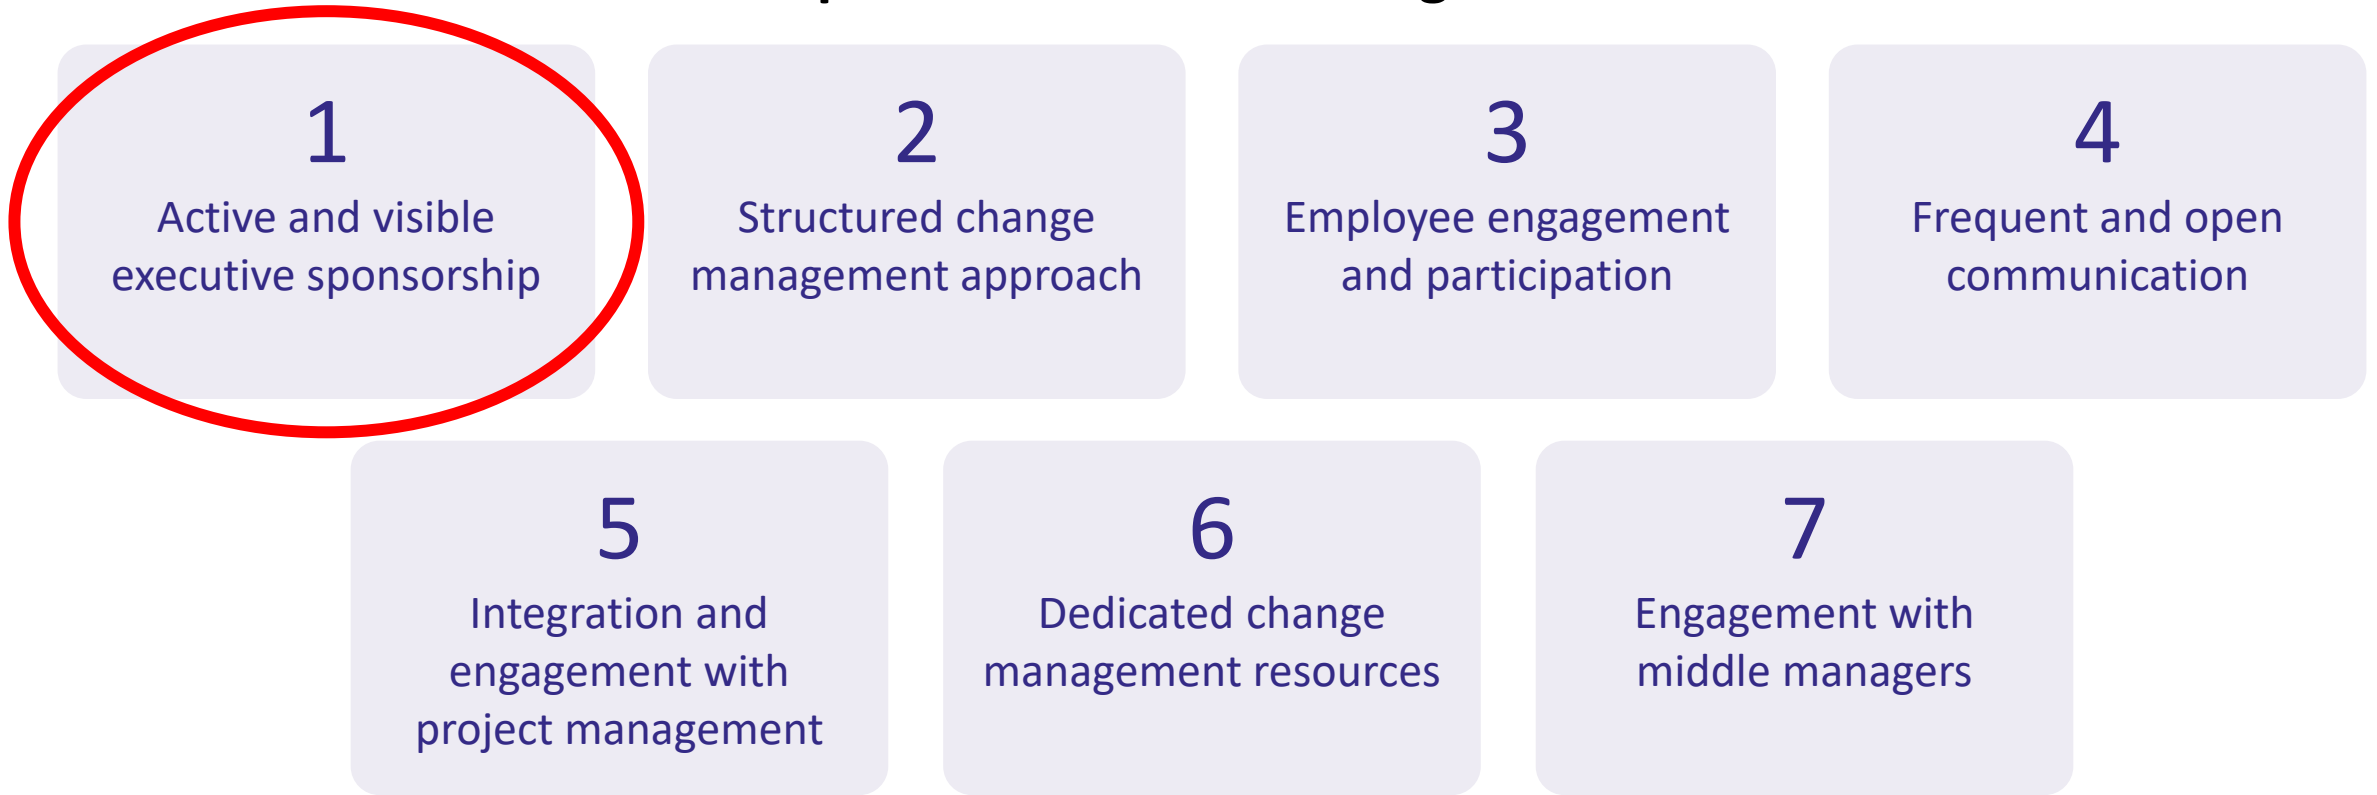 1
Active and visible
executive sponsorship
2
Structured change
management approach
3
Employee engagement
and participation
4
Frequent and open
communication
5
Integration and
engagement with
project management
6
Dedicated change
management resources
7
Engagement with
middle managers